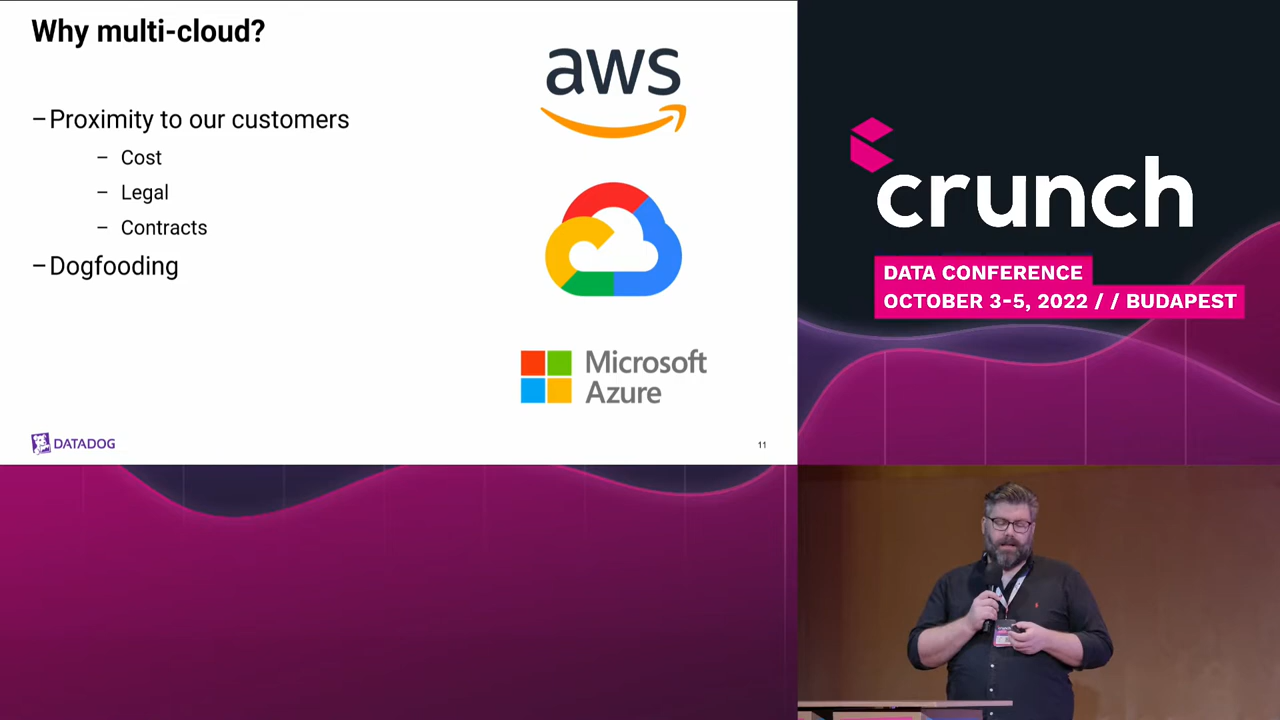 Why multi-cloud?
–Proximity to our customers
– Cost
– Legal
– Contracts
–Dogfooding
aws
Microsoft
Azure
DATADOG
11
crunch
DATA CONFERENCE
OCTOBER 3-5, 2022 // BUDAPEST